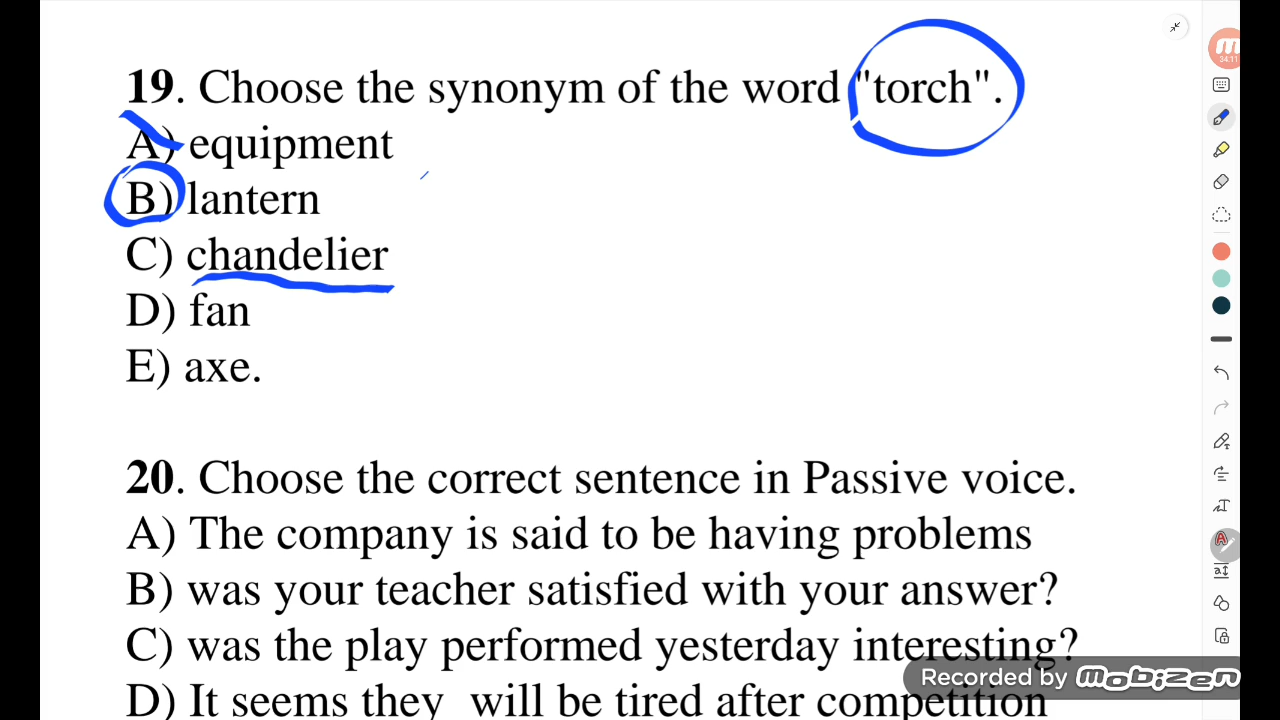 19. Choose the synonym of the word "torch".
A) equipment
B) lantern
C) chandelier
D) fan
E) axe.
20. Choose the correct sentence in Passive voice.
A) The company is said to be having problems
B) was your teacher satisfied with your answer?
C) was the play performed yesterday interesting?
D) It seems they will be tired after competition
Recorded by mobizen
m
34:11